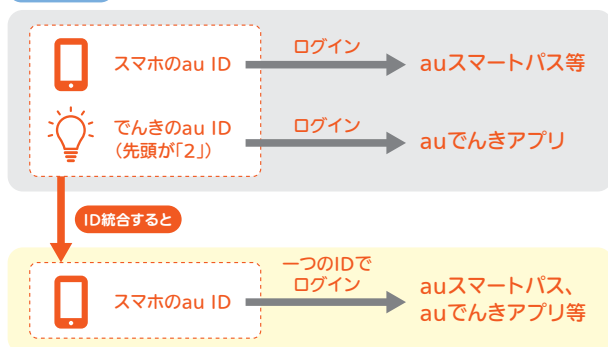 スマホのau ID
ログイン
auスマートパス等
でんきのau ID
(先頭が「2」)
ログイン
auでんきアプリ
ID統合すると
スマホのau ID
一つのIDで
ログイン
auスマートパス、
auでんきアプリ等